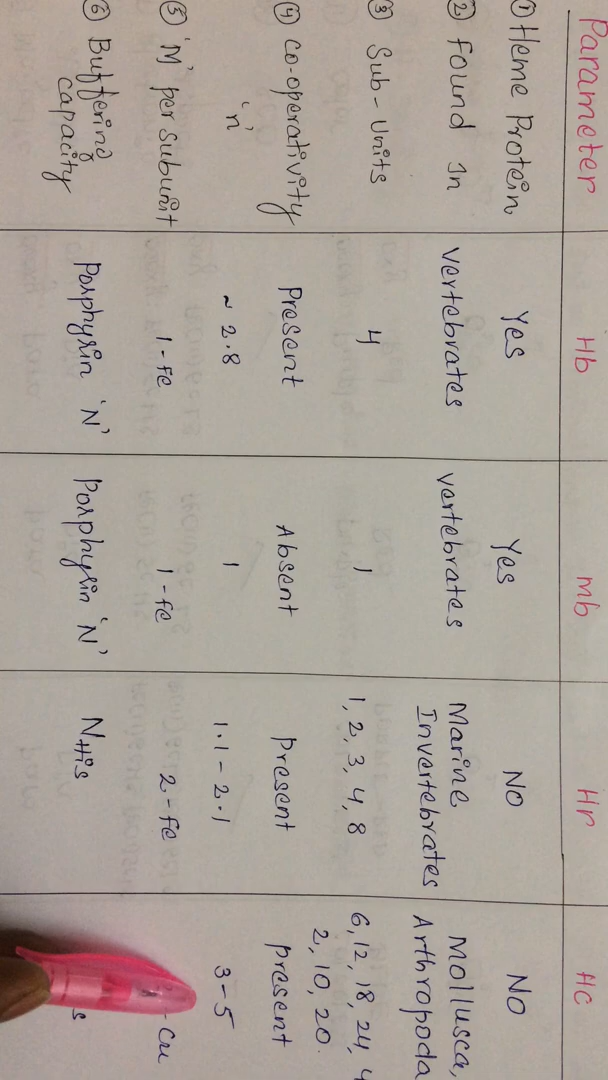 Parameter Hb mb Hr Hc
① Heme Protein Yes Yes NO NO
② Found In vertebrates vertebrates Marine Invertebrates Mollusca, Arthropoda
③ Sub-Units 4 1 1, 2, 3, 4, 8 6, 12, 18, 24, 4
2, 10, 20.
④ Co-operativity Present Absent present present
'n' ~ 2.8 1 1.1 - 2.1 3 - 5
⑤ 'M' per subunit 1 - fe 1 - fe 2 - fe - cu
⑥ Buffering capacity Porphyrin 'N' Porphyrin 'N' NHis s